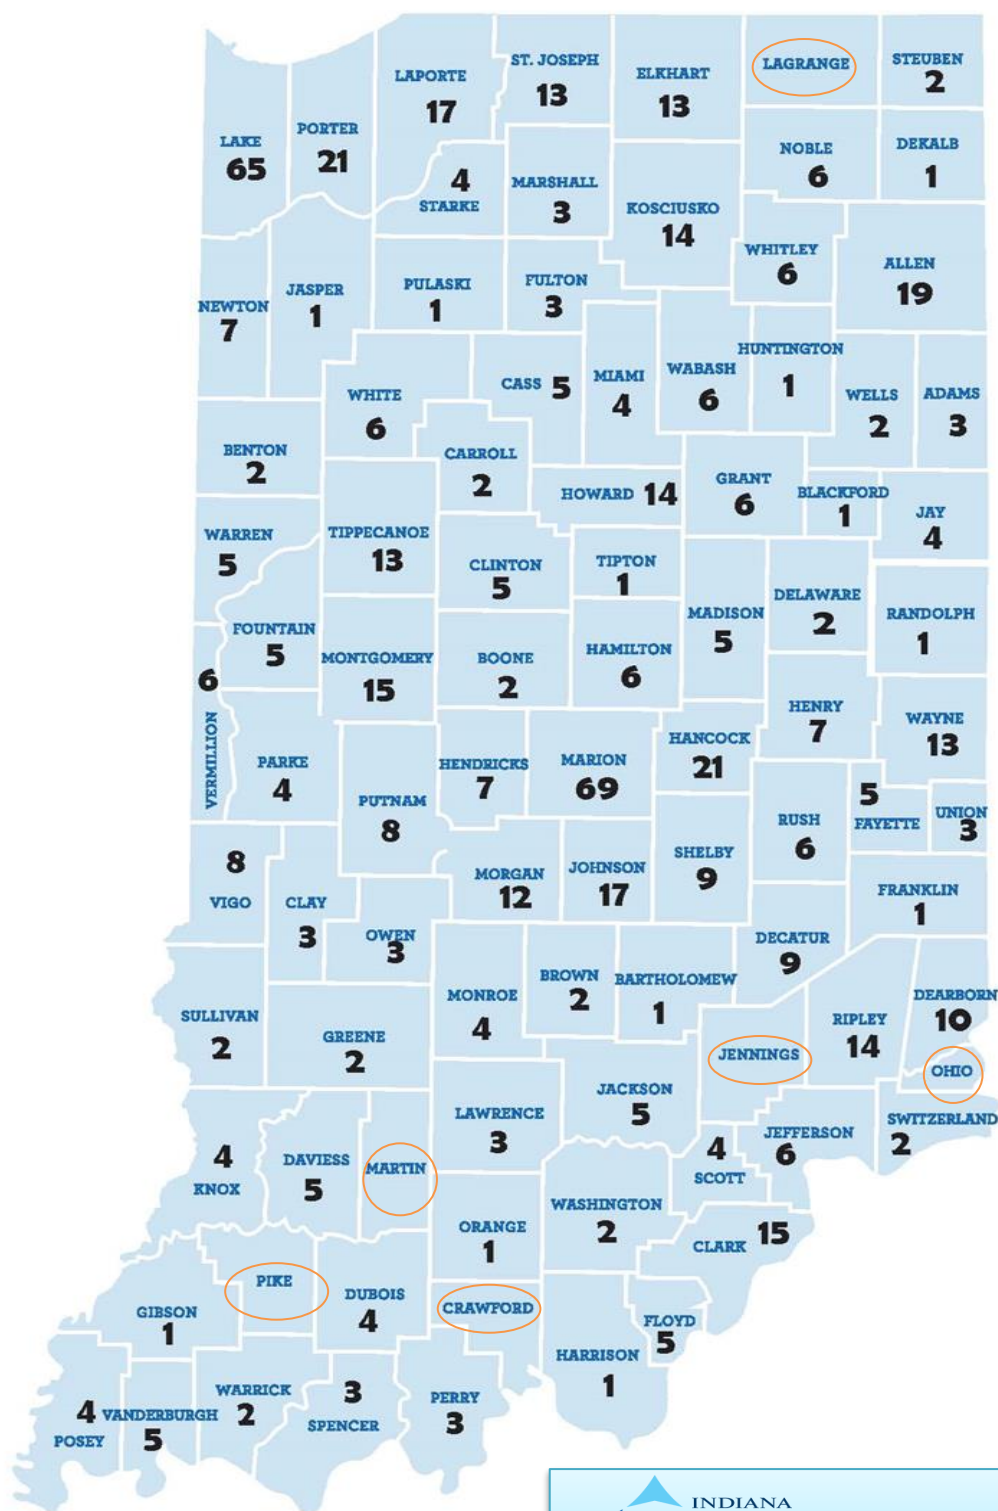 LAKE
65
PORTER
21
LAPORTE
17
ST. JOSEPH
13
ELKHART
13
LAGRANGE
STEUBEN
2
4
STARKE
MARSHALL
3
KOSCIUSKO
14
NOBLE
6
DEKALB
1
NEWTON
7
JASPER
1
PULASKI
1
FULTON
3
WHITLEY
6
ALLEN
19
WHITE
6
CASS 5
MIAMI
4
WABASH
6
HUNTINGTON
1
WELLS
2
ADAMS
3
BENTON
2
CARROLL
2
HOWARD 14
GRANT
6
BLACKFORD
1
JAY
4
WARREN
5
TIPPECANOE
13
CLINTON
5
TIPTON
1
MADISON
5
DELAWARE
2
RANDOLPH
1
FOUNTAIN
5
6
VERMILLION
MONTGOMERY
15
BOONE
2
HAMILTON
6
HENRY
7
WAYNE
13
PARKE
4
PUTNAM
8
HENDRICKS
7
MARION
69
HANCOCK
21
RUSH
6
5
FAYETTE
UNION
3
8
VIGO
CLAY
3
OWEN
3
MORGAN
12
JOHNSON
17
SHELBY
9
FRANKLIN
1
DECATUR
9
SULLIVAN
2
GREENE
2
MONROE
4
BROWN
2
BARTHOLOMEW
1
JENNINGS
RIPLEY
14
DEARBORN
10
OHIO
4
KNOX
DAVIESS
5
MARTIN
LAWRENCE
3
JACKSON
5
4
SCOTT
JEFFERSON
6
SWITZERLAND
2
ORANGE
1
WASHINGTON
2
CLARK 15
GIBSON
1
PIKE
DUBOIS
4
CRAWFORD
HARRISON
1
FLOYD
5
4
POSEY
VANDERBURGH
5
WARRICK
2
3
SPENCER
PERRY
3
INDIANA